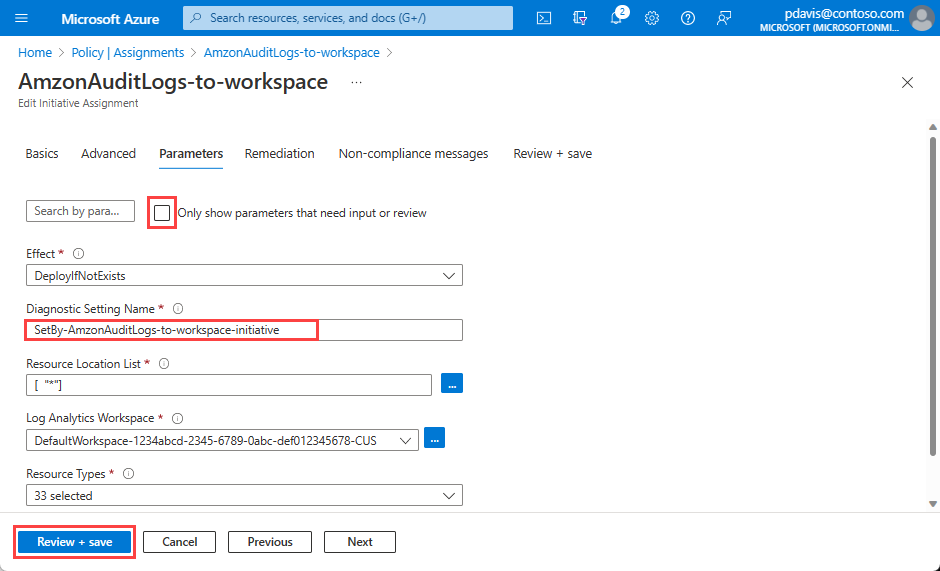 Microsoft Azure
Search resources, services, and docs (G+/)
2
pdavis@contoso.com
MICROSOFT (MICROSOFT.ONMI...
Home > Policy | Assignments > AmzonAuditLogs-to-workspace >
AmzonAuditLogs-to-workspace ...
Edit Initiative Assignment
Basics Advanced Parameters Remediation Non-compliance messages Review + save
Search by para... Only show parameters that need input or review
Effect *
DeployIfNotExists
Diagnostic Setting Name *
SetBy-AmzonAuditLogs-to-workspace-initiative
Resource Location List *
[ "*"] ...
Log Analytics Workspace *
DefaultWorkspace-1234abcd-2345-6789-0abc-def012345678-CUS ...
Resource Types *
33 selected
Review + save Cancel Previous Next